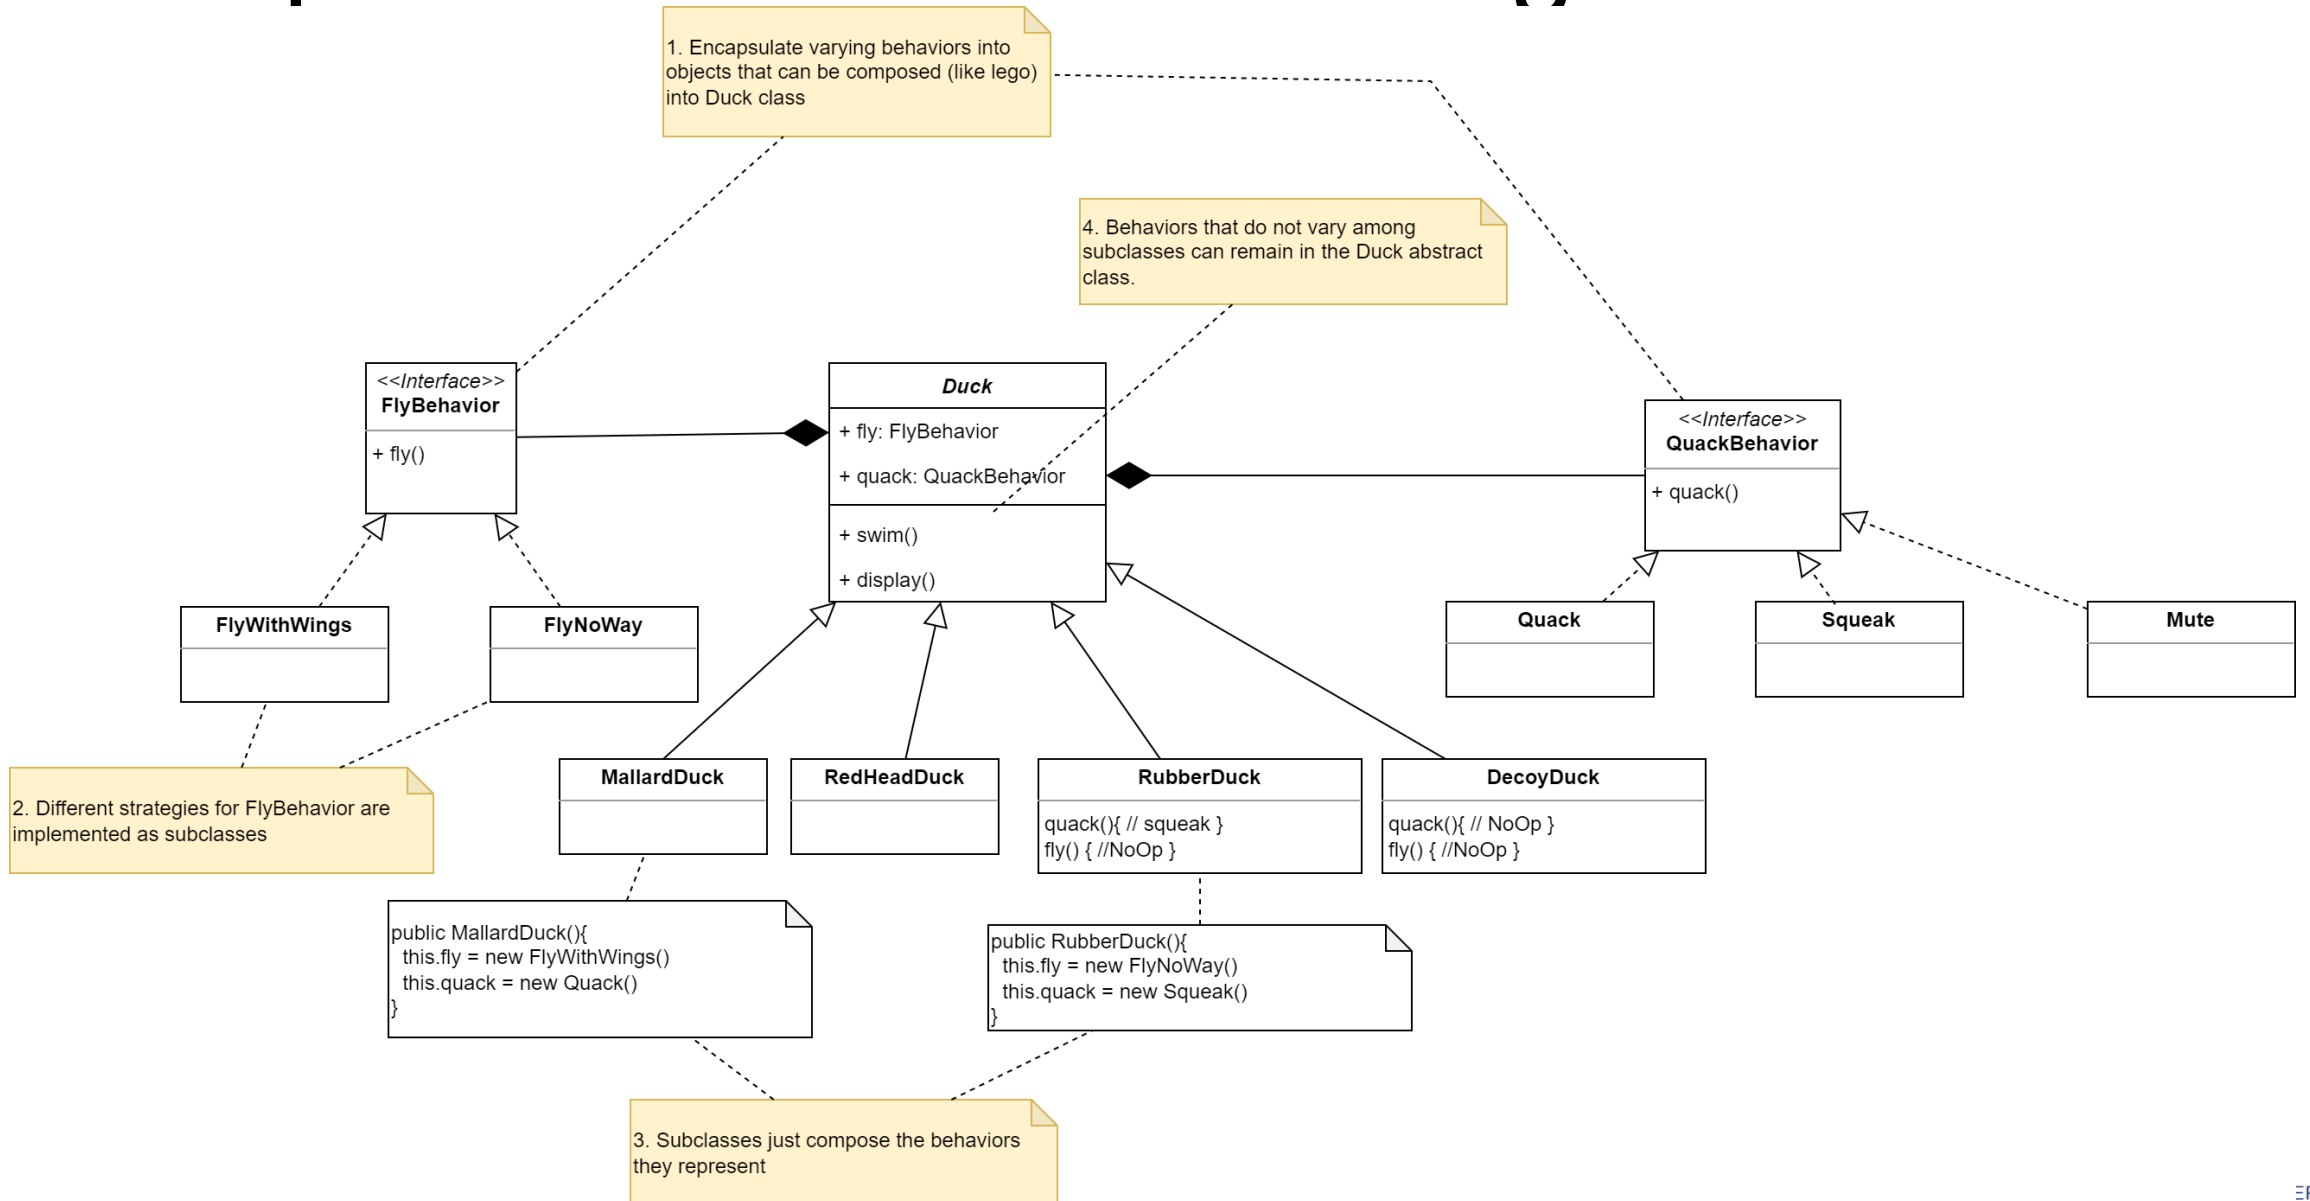 1. Encapsulate varying behaviors into
objects that can be composed (like lego)
into Duck class
4. Behaviors that do not vary among
subclasses can remain in the Duck abstract
class.
<<Interface>>
FlyBehavior
+ fly()
Duck
+ fly: FlyBehavior
+ quack: QuackBehavior
+ swim()
+ display()
<<Interface>>
QuackBehavior
+ quack()
FlyWithWings
FlyNoWay
Quack
Squeak
Mute
MallardDuck
RedHeadDuck
RubberDuck
quack(){ // squeak }
fly() { //NoOp }
DecoyDuck
quack(){ // NoOp }
fly() { //NoOp }
2. Different strategies for FlyBehavior are
implemented as subclasses
public MallardDuck(){
this.fly = new FlyWithWings()
this.quack = new Quack()
}
public RubberDuck(){
this.fly = new FlyNoWay()
this.quack = new Squeak()
}
3. Subclasses just compose the behaviors
they represent